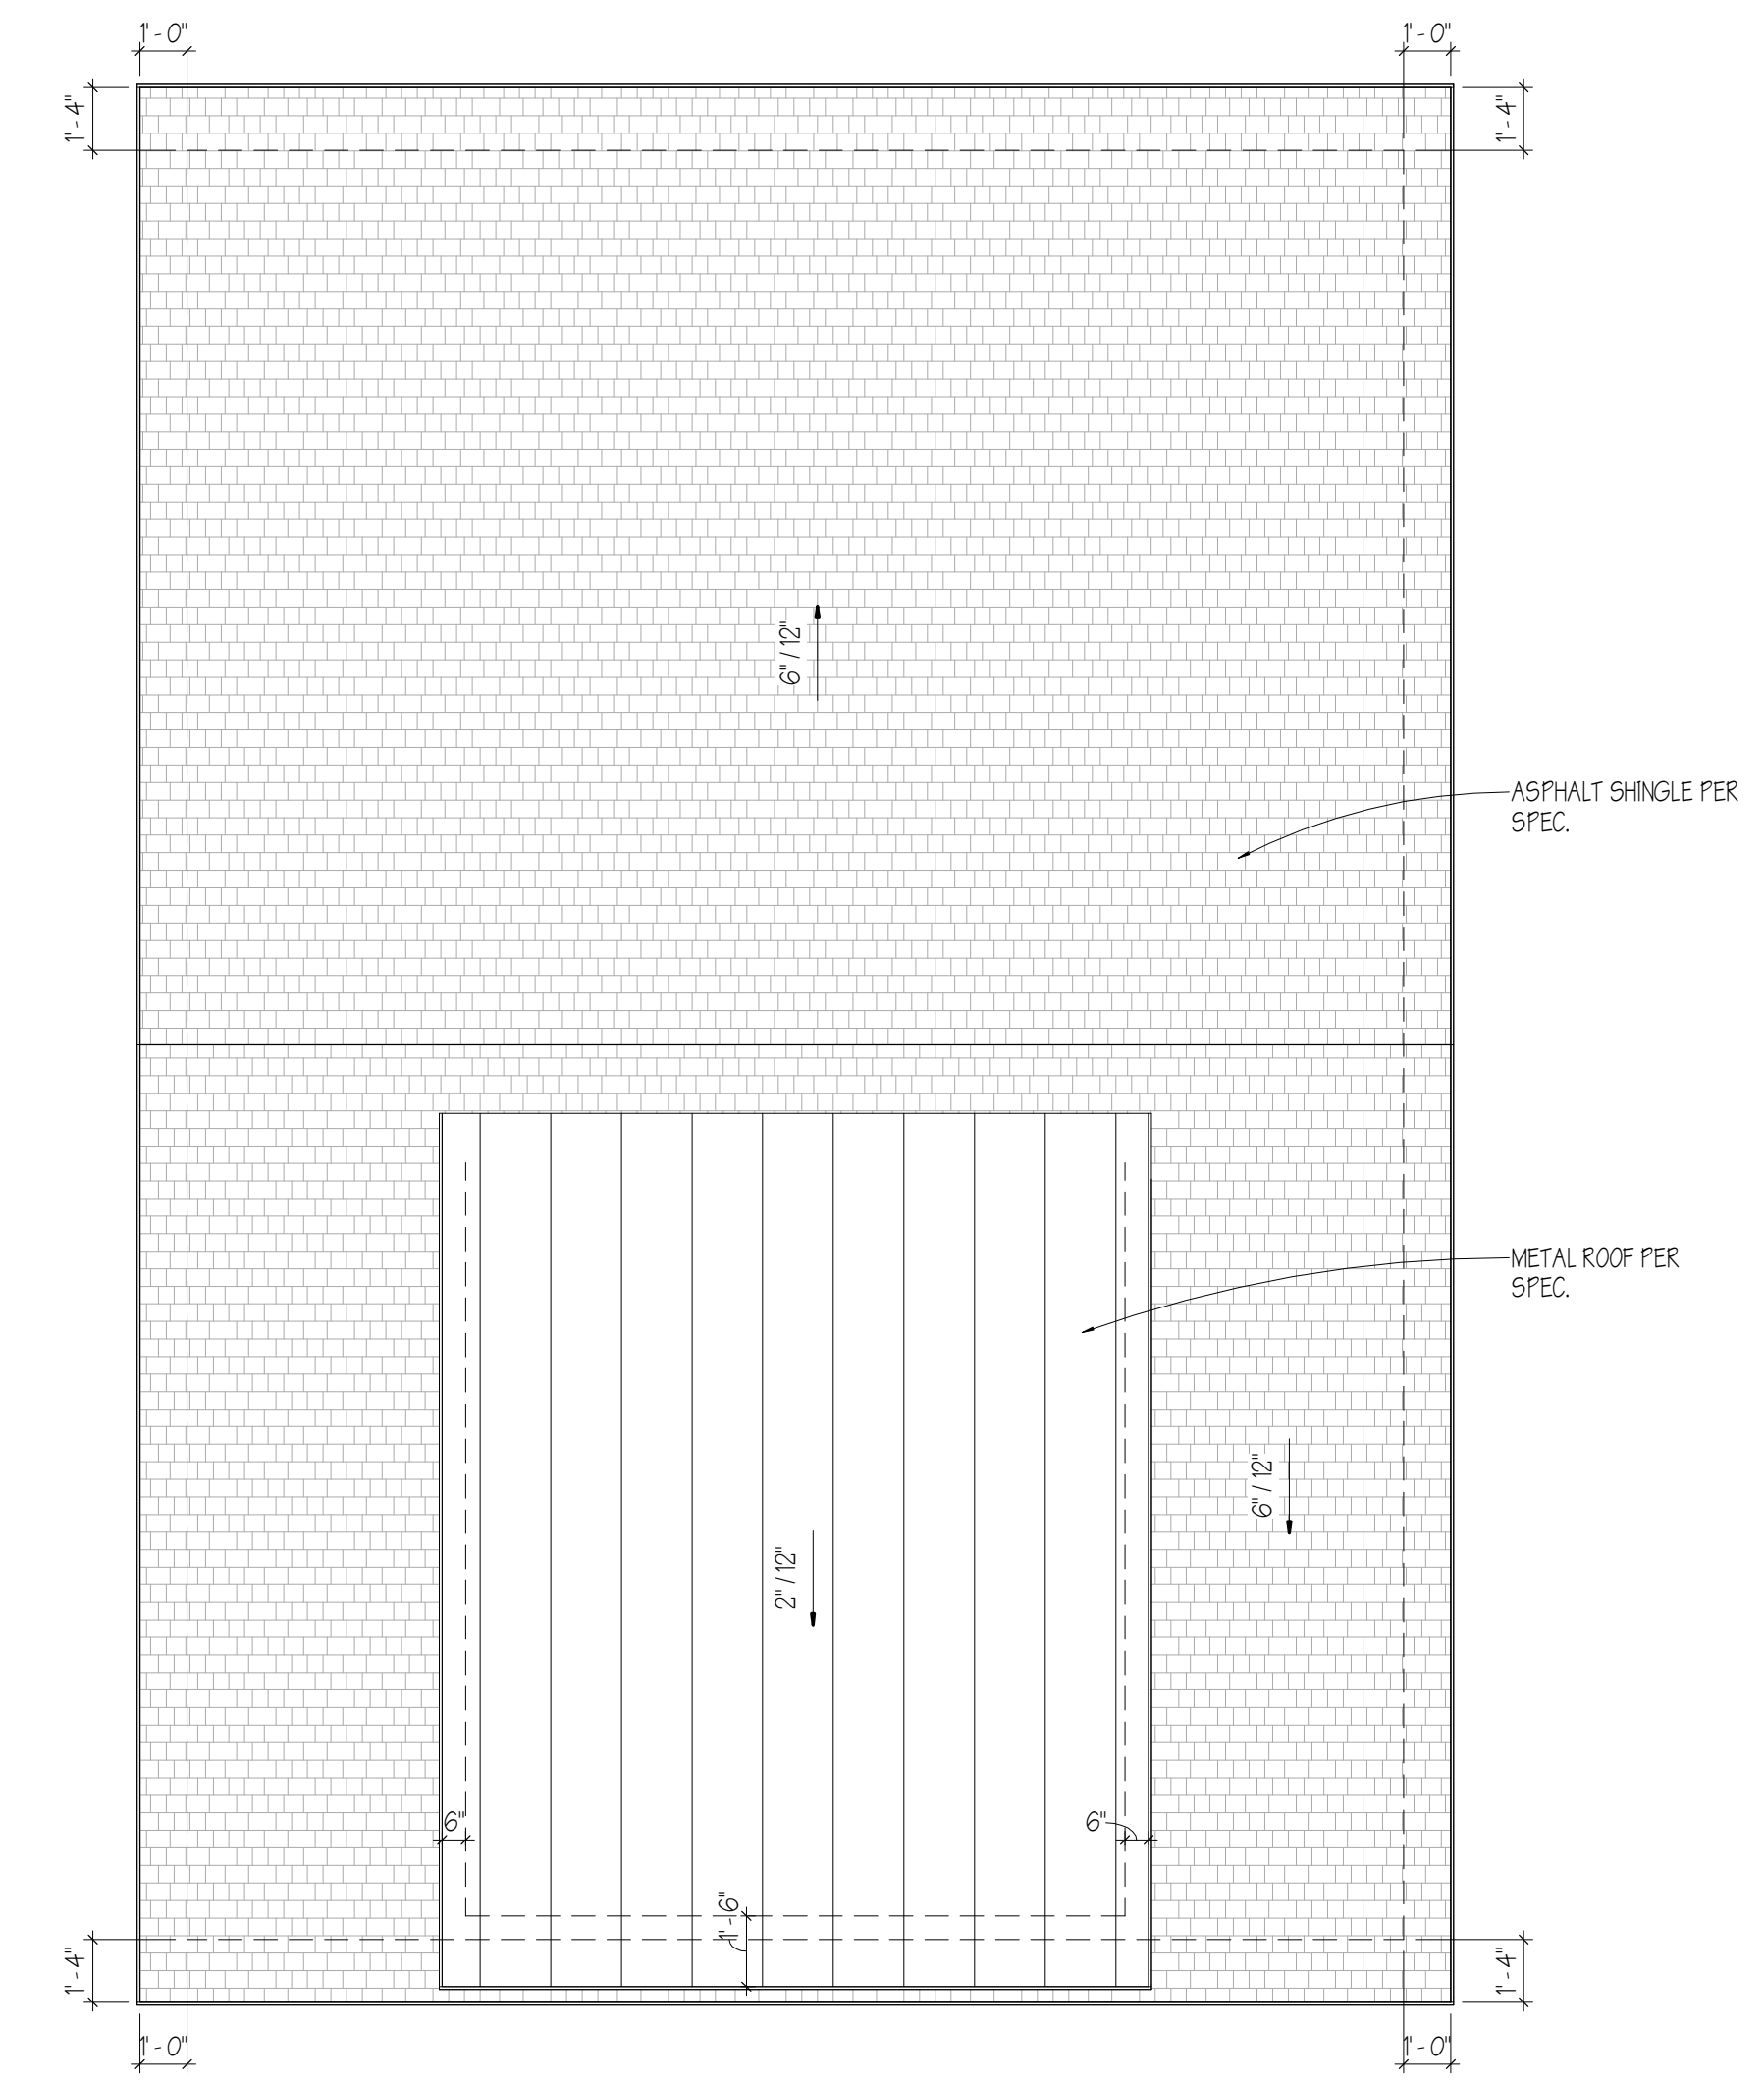 1'-0"
1'-0"
1'-4"
1'-4"
6" / 12"
ASPHALT SHINGLE PER
SPEC.
METAL ROOF PER
SPEC.
6" / 12"
2" / 12"
6"
6"
1'-6"
1'-4"
1'-4"
1'-0"
1'-0"